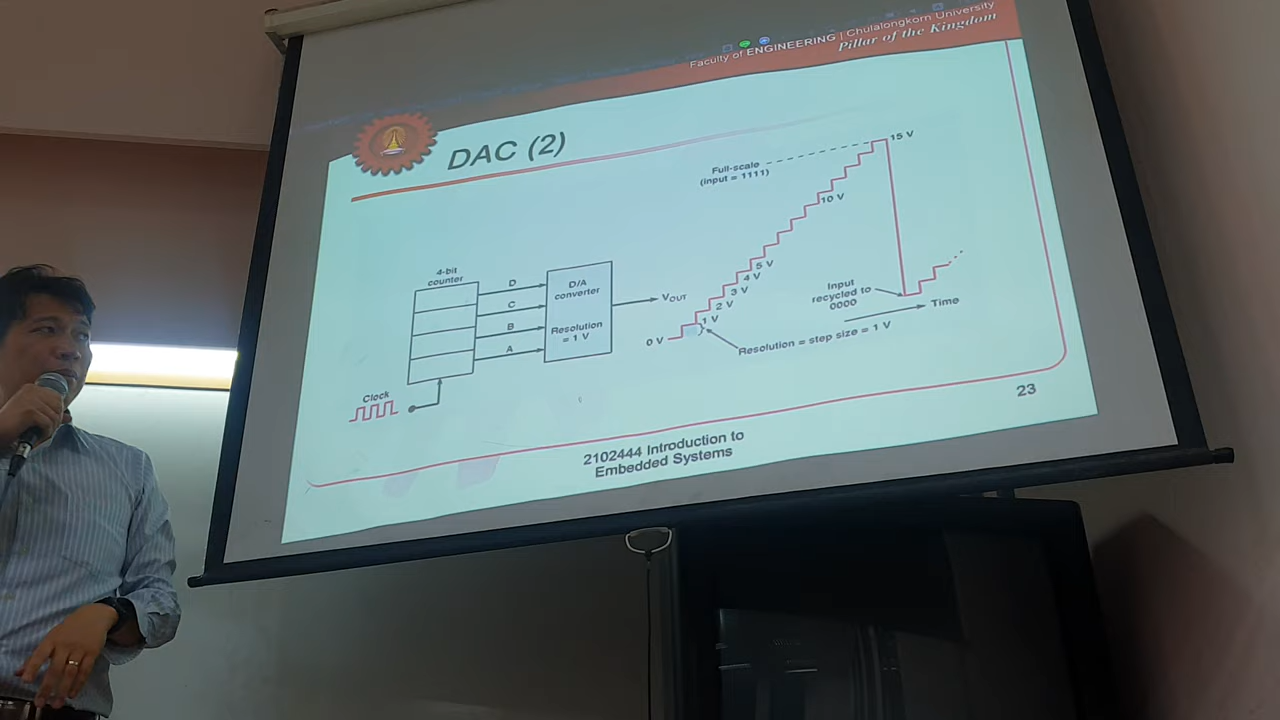 Faculty of ENGINEERING | Chulalongkorn University
Pillar of the Kingdom
DAC (2)
4-bit
counter
D
C
B
A
D/A
converter
Resolution
= 1 V
VOUT
Clock
Full-scale
(input = 1111)
15 V
10 V
5 V
4 V
3 V
2 V
1 V
0 V
Input
recycled to
0000
Time
Resolution = step size = 1 V
2102444 Introduction to
Embedded Systems
23